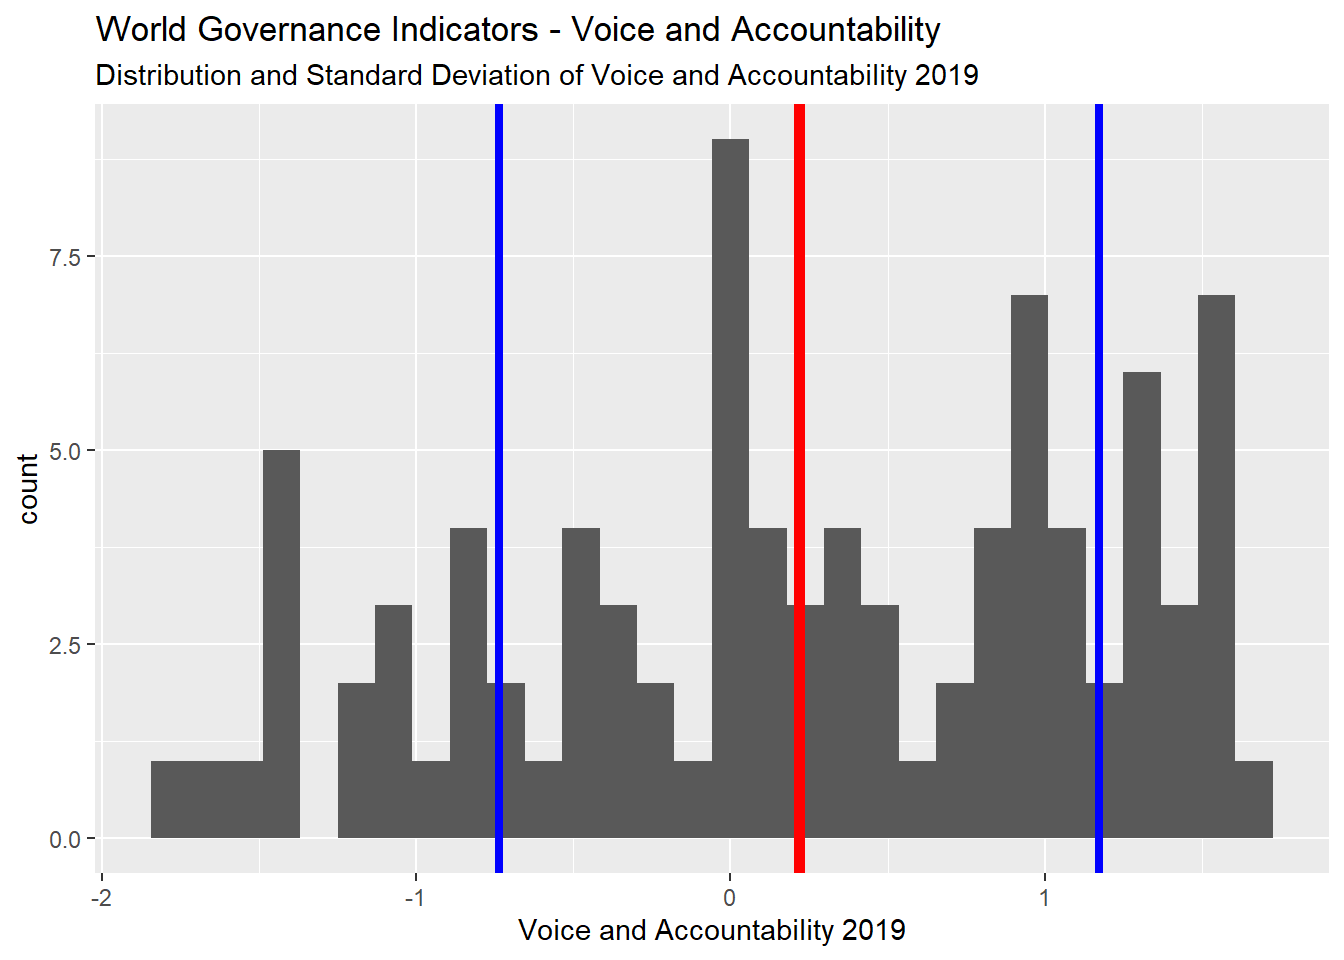 World Governance Indicators - Voice and Accountability
Distribution and Standard Deviation of Voice and Accountability 2019
7.5
5.0
2.5
0.0
count
-2
-1
0
1
Voice and Accountability 2019